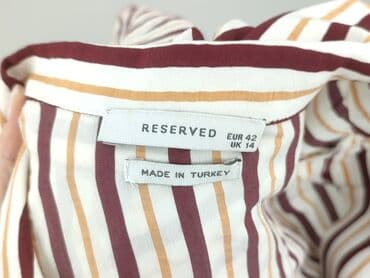 RESERVED
EUR 42
UK 14
MADE IN TURKEY